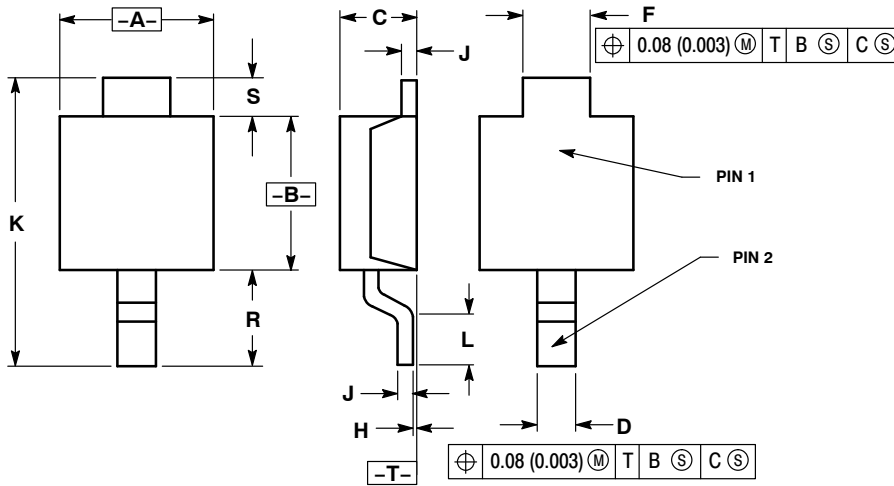 –A–
C
F
⌖ 0.08 (0.003) Ⓜ T B Ⓢ C Ⓢ
J
S
–B–
K
PIN 1
PIN 2
R
L
J
H
D
–T–
⌖ 0.08 (0.003) Ⓜ T B Ⓢ C Ⓢ